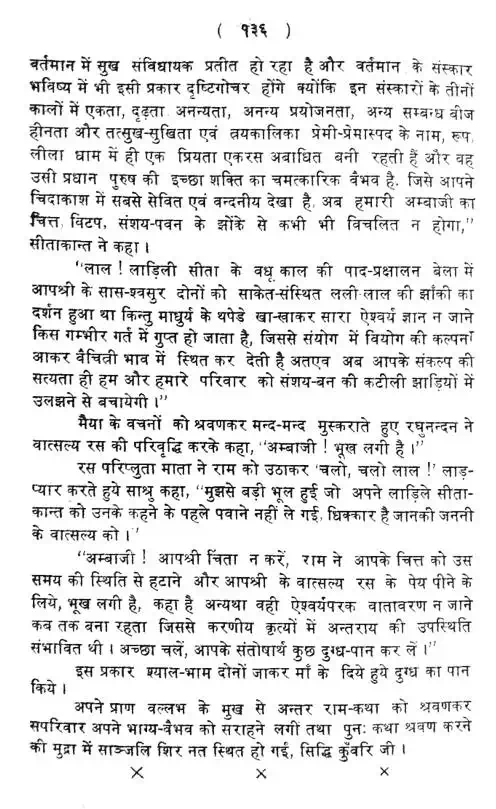 ( १३६ )
वर्तमान में सुख संविधायक प्रतीत हो रहा है और वर्तमान के संस्कार
भविष्य में भी इसी प्रकार दृष्टिगोचर होंगे क्योंकि इन संस्कारों के तीनों
कालों में एकता, दृढ़ता अनन्यता, अनन्य प्रयोजनता, अन्य सम्बन्ध बीज
हीनता और तत्सुख-सुखिता एवं त्रयकालिका प्रेमी-प्रेमास्पद के नाम, रूप,
लीला धाम में ही एक प्रियता एकरस अबाधित बनी रहती हैं और वह
उसी प्रधान पुरुष की इच्छा शक्ति का चमत्कारिक वैभव है. जिसे आपने
चिदाकाश में सबसे सेवित एवं वन्दनीय देखा है. अब हमारी अम्बाजी का
चित्त, विटप, संशय-पवन के झोंके से कभी भी विचलित न होगा,"
सीताकान्त ने कहा।
"लाल ! लाड़िली सीता के वधू काल की पाद-प्रक्षालन बेला में
आपश्री के सास-श्वसुर दोनों को साकेत-संस्थित लली-लाल की झाँकी का
दर्शन हुआ था किन्तु माधुर्य के थपेडे खा-खाकर सारा ऐश्वर्य ज्ञान न जाने
किस गम्भीर गर्त में गुप्त हो जाता है, जिससे संयोग में वियोग की कल्पना
आकर वैचित्री भाव में स्थित कर देती है अतएव अब आपके संकल्प की
सत्यता ही हम और हमारे परिवार को संशय-बन की कटीली झाड़ियों में
उलझने से बचायेगी।"
मैया के वचनों को श्रवणकर मन्द-मन्द मुस्कराते हुए रघुनन्दन ने
वात्सल्य रस की परिवृद्धि करके कहा, "अम्बाजी ! भूख लगी है।"
रस परिप्लुता माता ने राम को उठाकर 'चलो, चलो लाल !' लाड़-
प्यार करते हुये साश्रु कहा, "मुझसे बड़ी भूल हुई जो अपने लाड़िले सीता-
कान्त को उनके कहने के पहले पवाने नहीं ले गई, धिक्कार है जानकी जननी
के वात्सल्य को।"
"अम्बाजी ! आपश्री चिंता न करें, राम ने आपके चित्त को उस
समय की स्थिति से हटाने और आपश्री के वात्सल्य रस के पेय पीने के
लिये, भूख लगी है, कहा है अन्यथा वही ऐश्वर्यपरक वातावरण न जाने
कब तक बना रहता जिससे करणीय कृत्यों में अन्तराय की उपस्थिति
संभावित थी। अच्छा चलें, आपके संतोषार्थ कुछ दुग्ध-पान कर लें।"
इस प्रकार श्याल-भाम दोनों जाकर माँ के दिये हुये दुग्ध का पान
किये।
अपने प्राण वल्लभ के मुख से अन्तर राम-कथा को श्रवणकर
सपरिवार अपने भाग्य-वैभव को सराहने लगीं तथा पुनः कथा श्रवण करने
की मुद्रा में साञ्जलि शिर नत स्थित हो गईं, सिद्धि कुँवरि जी।
× × ×